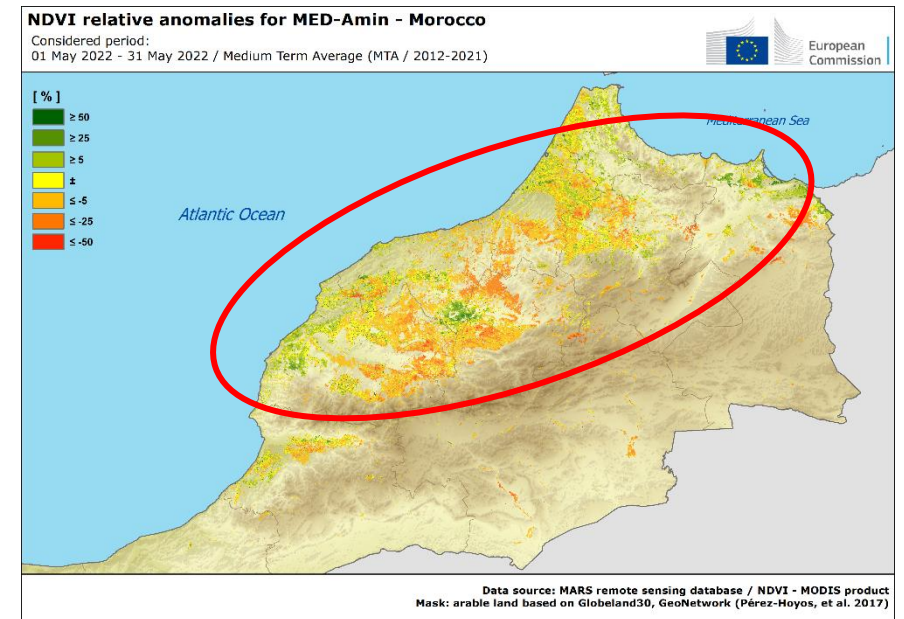 NDVI relative anomalies for MED-Amin - Morocco
Considered period:
01 May 2022 - 31 May 2022 / Medium Term Average (MTA / 2012-2021)
European
Commission
[ % ]
≥ 50
≥ 25
≥ 5
±
≤ -5
≤ -25
≤ -50
Mediterranean Sea
Atlantic Ocean
Data source: MARS remote sensing database / NDVI - MODIS product
Mask: arable land based on Globeland30, GeoNetwork (Pérez-Hoyos, et al. 2017)